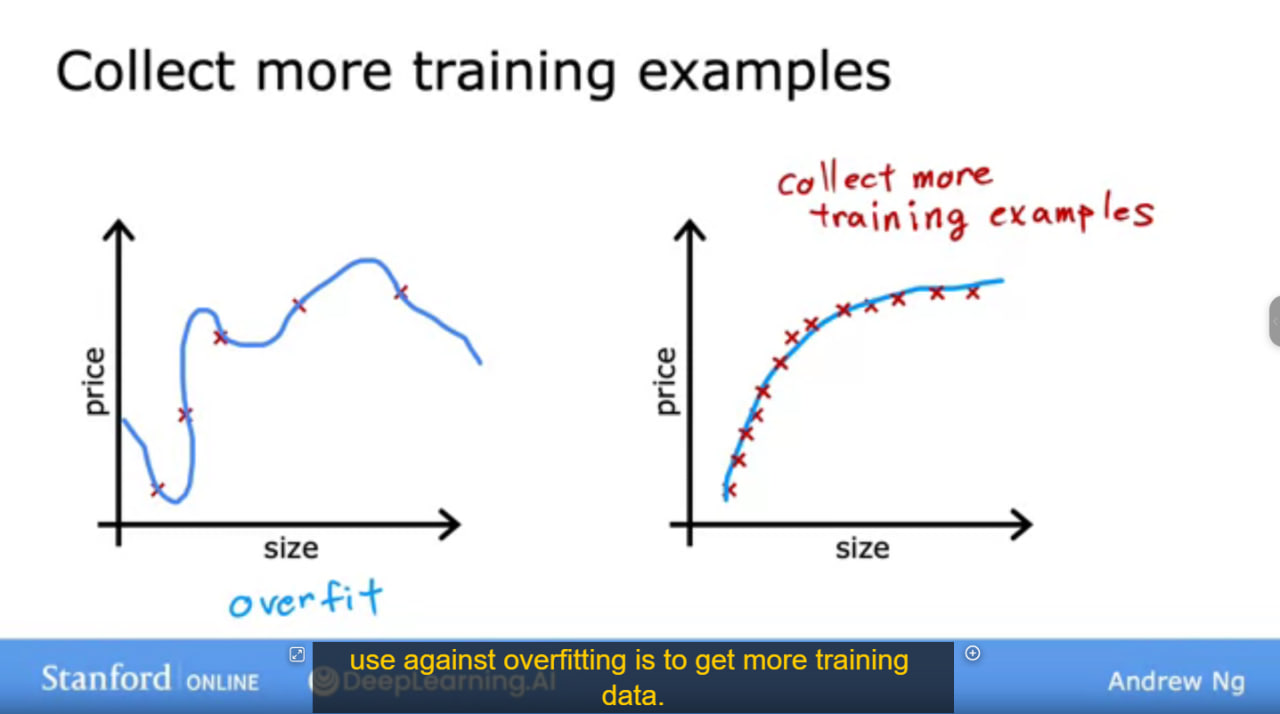 Collect more training examples
collect more
training examples
price
size
overfit
price
size
use against overfitting is to get more training
data.
Stanford ONLINE
DeepLearning.AI
Andrew Ng